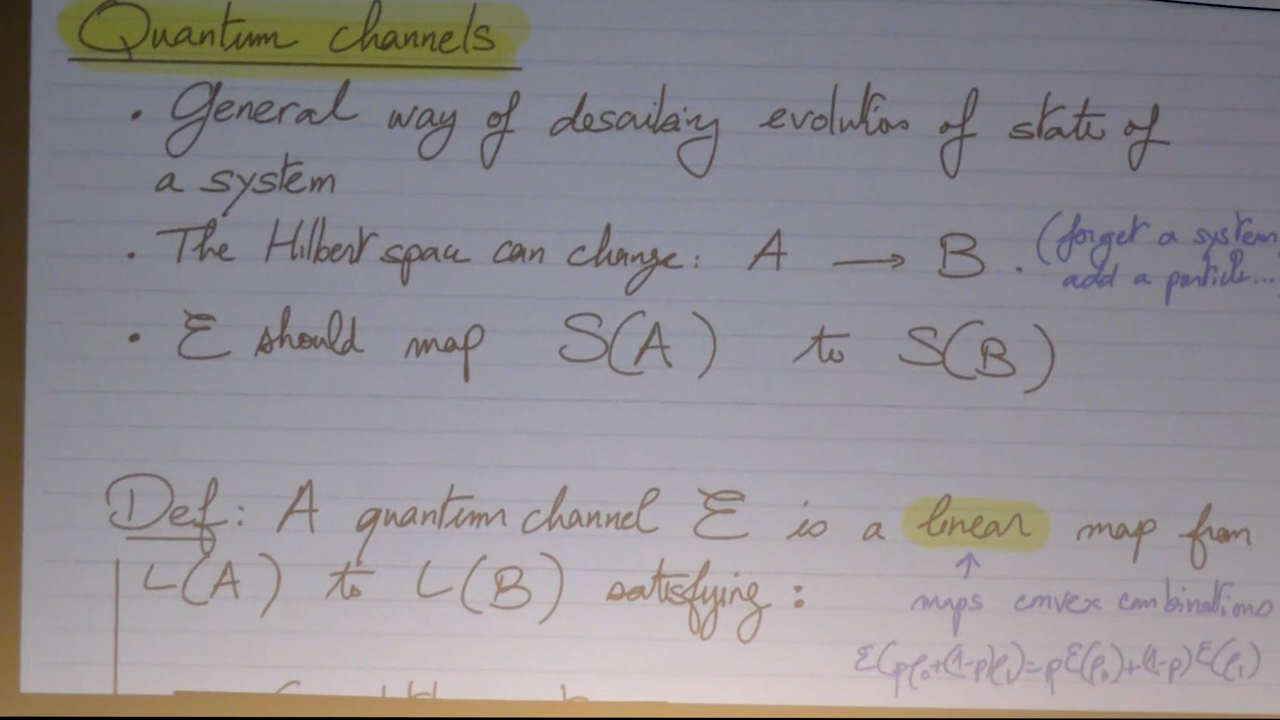 Quantum channels
. General way of describing evolution of state of
a system
. The Hilbert space can change: A → B . (forget a system
add a particle...
. ℰ should map S(A) to S(B)
Def: A quantum channel ℰ is a linear map from
L(A) to L(B) satisfying:
↑
maps convex combinations
ℰ(pρ₀+(1-p)ρ₁)=pℰ(ρ₀)+(1-p)ℰ(ρ₁)